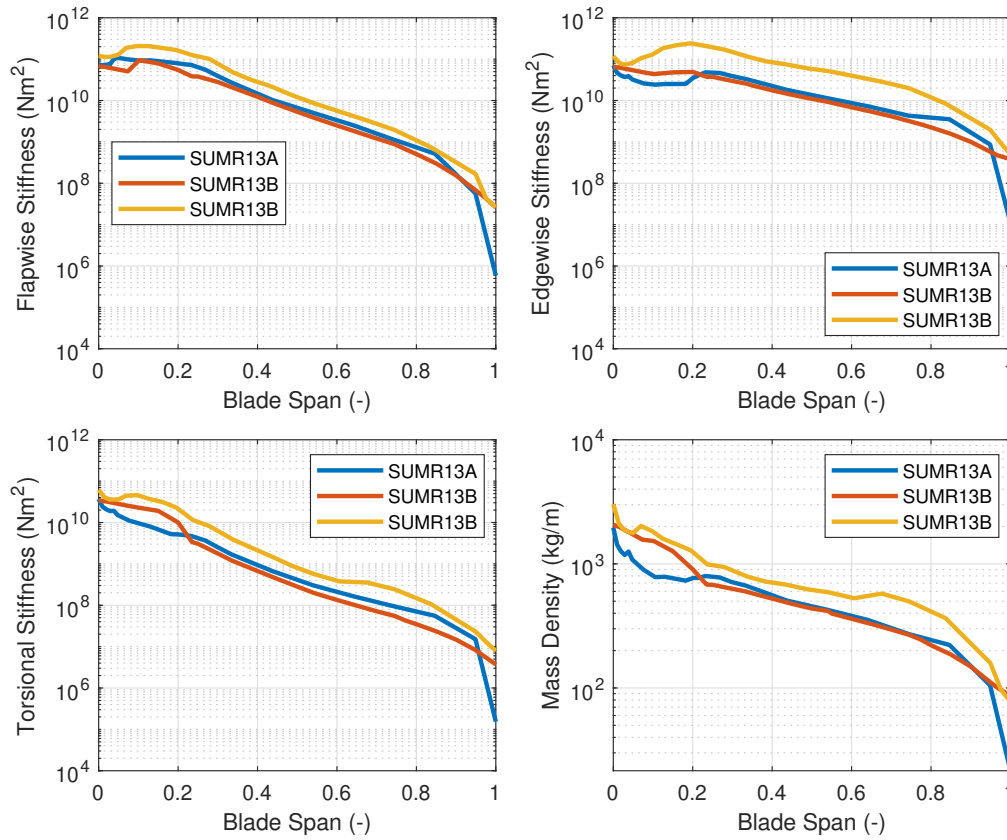 10^12
10^10
10^8
10^6
10^4
Flapwise Stiffness (Nm^2)
SUMR13A
SUMR13B
SUMR13B
0 0.2 0.4 0.6 0.8 1
Blade Span (-)
10^12
10^10
10^8
10^6
10^4
Edgewise Stiffness (Nm^2)
SUMR13A
SUMR13B
SUMR13B
0 0.2 0.4 0.6 0.8 1
Blade Span (-)
10^12
10^10
10^8
10^6
10^4
Torsional Stiffness (Nm^2)
SUMR13A
SUMR13B
SUMR13B
0 0.2 0.4 0.6 0.8 1
Blade Span (-)
10^4
10^3
10^2
Mass Density (kg/m)
SUMR13A
SUMR13B
SUMR13B
0 0.2 0.4 0.6 0.8 1
Blade Span (-)